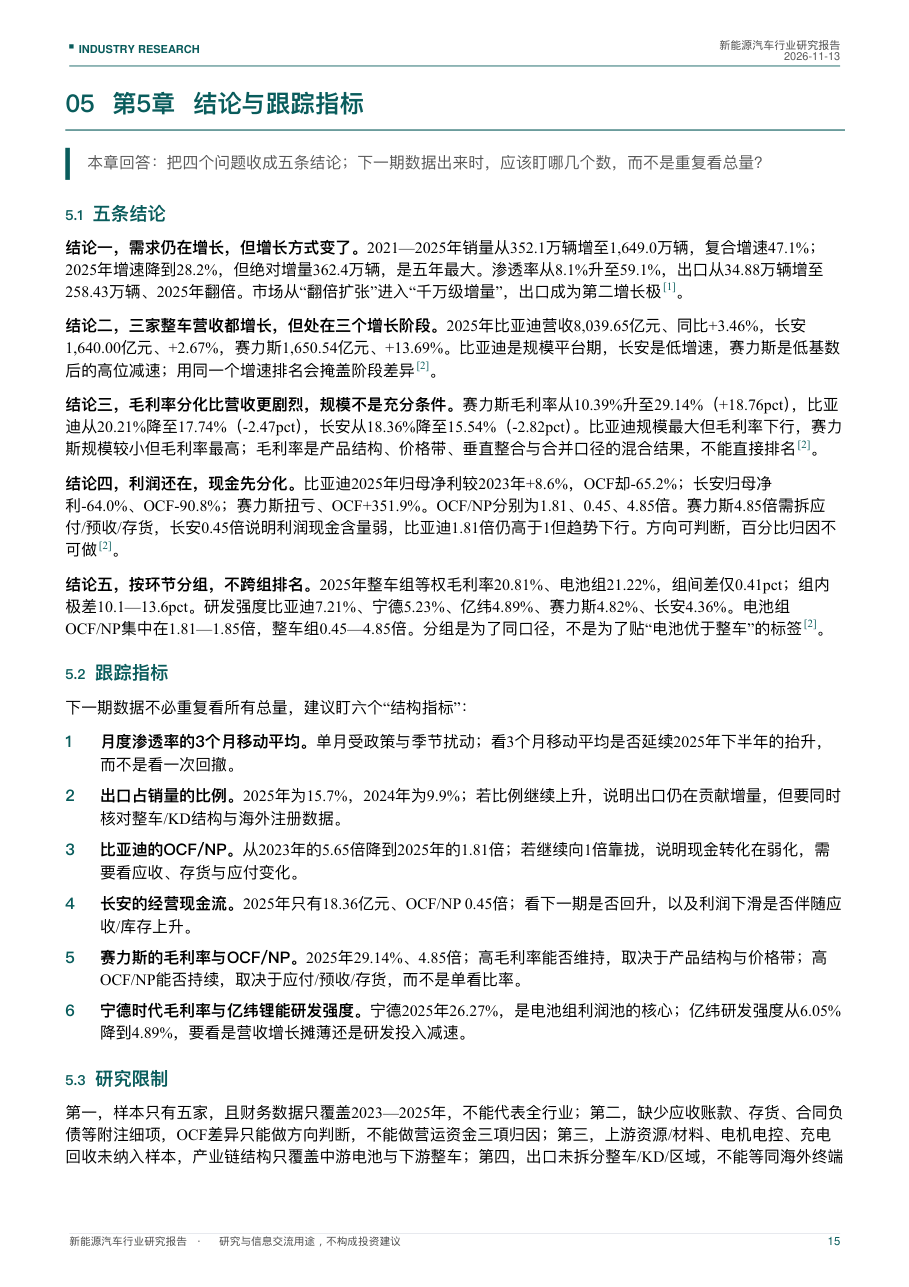 INDUSTRY RESEARCH
新能源汽车行业研究报告
2026-11-13
05 第5章 结论与跟踪指标
本章回答：把四个问题收成五条结论；下一期数据出来时，应该盯哪几个数，而不是重复看总量？
5.1 五条结论
结论一，需求仍在增长，但增长方式变了。2021—2025年销量从352.1万辆增至1,649.0万辆，复合增速47.1%；
2025年增速降到28.2%，但绝对增量362.4万辆，是五年最大。渗透率从8.1%升至59.1%，出口从34.88万辆增至
258.43万辆、2025年翻倍。市场从“翻倍扩张”进入“千万级增量”，出口成为第二增长极[1]。
结论二，三家整车营收都增长，但处在三个增长阶段。2025年比亚迪营收8,039.65亿元、同比+3.46%，长安
1,640.00亿元、+2.67%，赛力斯1,650.54亿元、+13.69%。比亚迪是规模平台期，长安是低增速，赛力斯是低基数
后的高位减速；用同一个增速排名会掩盖阶段差异[2]。
结论三，毛利率分化比营收更剧烈，规模不是充分条件。赛力斯毛利率从10.39%升至29.14%（+18.76pct），比亚
迪从20.21%降至17.74%（-2.47pct），长安从18.36%降至15.54%（-2.82pct）。比亚迪规模最大但毛利率下行，赛力
斯规模较小但毛利率最高；毛利率是产品结构、价格带、垂直整合与合并口径的混合结果，不能直接排名[2]。
结论四，利润还在，现金先分化。比亚迪2025年归母净利较2023年+8.6%，OCF却-65.2%；长安归母净
利-64.0%、OCF-90.8%；赛力斯扭亏、OCF+351.9%。OCF/NP分别为1.81、0.45、4.85倍。赛力斯4.85倍需拆应
付/预收/存货，长安0.45倍说明利润现金含量弱，比亚迪1.81倍仍高于1但趋势下行。方向可判断，百分比归因不
可做[2]。
结论五，按环节分组，不跨组排名。2025年整车组等权毛利率20.81%、电池组21.22%，组间差仅0.41pct；组内
极差10.1—13.6pct。研发强度比亚迪7.21%、宁德5.23%、亿纬4.89%、赛力斯4.82%、长安4.36%。电池组
OCF/NP集中在1.81—1.85倍，整车组0.45—4.85倍。分组是为了同口径，不是为了贴“电池优于整车”的标签[2]。
5.2 跟踪指标
下一期数据不必重复看所有总量，建议盯六个“结构指标”：
1 月度渗透率的3个月移动平均。单月受政策与季节扰动；看3个月移动平均是否延续2025年下半年的抬升，
而不是看一次回撤。
2 出口占销量的比例。2025年为15.7%，2024年为9.9%；若比例继续上升，说明出口仍在贡献增量，但要同时
核对整车/KD结构与海外注册数据。
3 比亚迪的OCF/NP。从2023年的5.65倍降到2025年的1.81倍；若继续向1倍靠拢，说明现金转化在弱化，需
要看应收、存货与应付变化。
4 长安的经营现金流。2025年只有18.36亿元、OCF/NP 0.45倍；看下一期是否回升，以及利润下滑是否伴随应
收/库存上升。
5 赛力斯的毛利率与OCF/NP。2025年29.14%、4.85倍；高毛利率能否维持，取决于产品结构与价格带；高
OCF/NP能否持续，取决于应付/预收/存货，而不是单看比率。
6 宁德时代毛利率与亿纬锂能研发强度。宁德2025年26.27%，是电池组利润池的核心；亿纬研发强度从6.05%
降到4.89%，要看是营收增长摊薄还是研发投入减速。
5.3 研究限制
第一，样本只有五家，且财务数据只覆盖2023—2025年，不能代表全行业；第二，缺少应收账款、存货、合同负
债等附注细项，OCF差异只能做方向判断，不能做营运资金三項归因；第三，上游资源/材料、电机电控、充电
回收未纳入样本，产业链结构只覆盖中游电池与下游整车；第四，出口未拆分整车/KD/区域，不能等同海外终端
新能源汽车行业研究报告 · 研究与信息交流用途，不构成投资建议
15